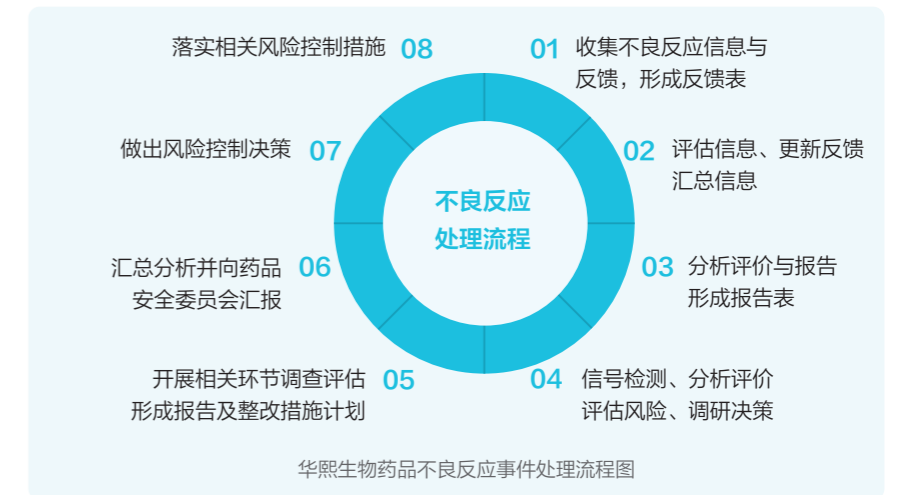 不良反应
处理流程
01
收集不良反应信息与
反馈，形成反馈表
02
评估信息、更新反馈
汇总信息
03
分析评价与报告
形成报告表
04
信号检测、分析评价
评估风险、调研决策
05
开展相关环节调查评估
形成报告及整改措施计划
06
汇总分析并向药品
安全委员会汇报
07
做出风险控制决策
08
落实相关风险控制措施
华熙生物药品不良反应事件处理流程图